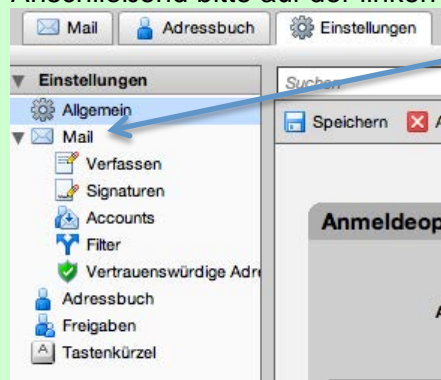 Anschließend bitte auf der linken
Mail Adressbuch Einstellungen
Einstellungen
Suchen
Allgemein
Speichern
Mail
Verfassen
Signaturen
Accounts
Filter
Vertrauenswürdige Adre
Adressbuch
Freigaben
Tastenkürzel
Anmeldeop
A